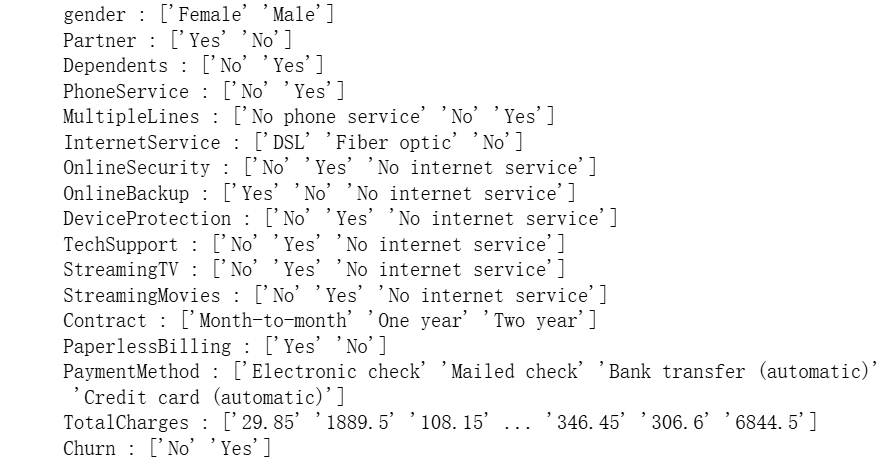 gender : ['Female' 'Male']
Partner : ['Yes' 'No']
Dependents : ['No' 'Yes']
PhoneService : ['No' 'Yes']
MultipleLines : ['No phone service' 'No' 'Yes']
InternetService : ['DSL' 'Fiber optic' 'No']
OnlineSecurity : ['No' 'Yes' 'No internet service']
OnlineBackup : ['Yes' 'No' 'No internet service']
DeviceProtection : ['No' 'Yes' 'No internet service']
TechSupport : ['No' 'Yes' 'No internet service']
StreamingTV : ['No' 'Yes' 'No internet service']
StreamingMovies : ['No' 'Yes' 'No internet service']
Contract : ['Month-to-month' 'One year' 'Two year']
PaperlessBilling : ['Yes' 'No']
PaymentMethod : ['Electronic check' 'Mailed check' 'Bank transfer (automatic)'
'Credit card (automatic)']
TotalCharges : ['29.85' '1889.5' '108.15' ... '346.45' '306.6' '6844.5']
Churn : ['No' 'Yes']